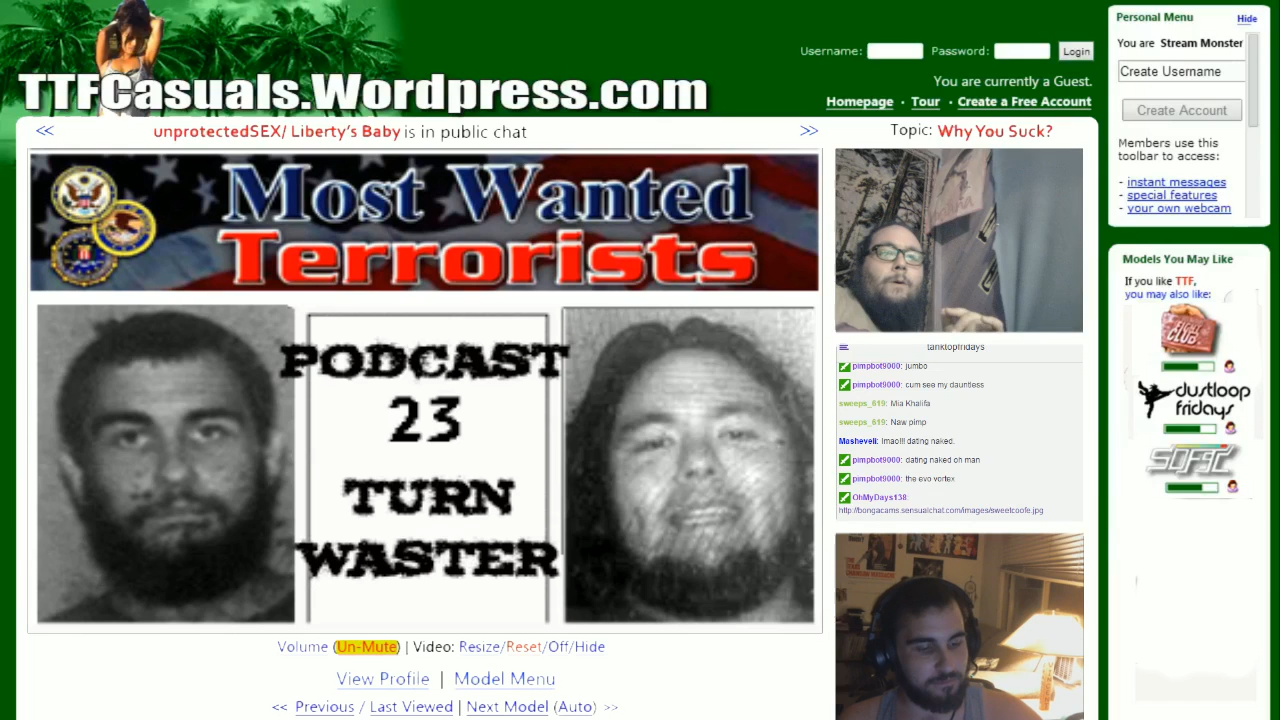 Username: Password: Login
You are currently a Guest.
TTFCasuals.Wordpress.com
Homepage · Tour · Create a Free Account
<< unprotectedSEX/ Liberty's Baby is in public chat >>
Most Wanted
Terrorists
PODCAST
23
TURN
WASTER
Volume (Un-Mute) | Video: Resize/Reset/Off/Hide
View Profile | Model Menu
<< Previous / Last Viewed | Next Model (Auto) >>
Topic: Why You Suck?
tanktopfridays
pimpbot9000: jumbo
pimpbot9000: cum see my dauntless
sweeps_619: Mia Khalifa
sweeps_619: Naw pimp
Masheveli: lmao!!! dating naked.
pimpbot9000: dating naked oh man
pimpbot9000: the evo vortex
OhMyDays138:
http://bongacams.sensualchat.com/images/sweetcoofe.jpg
Personal Menu Hide
You are Stream Monster
Create Username
Create Account
Members use this
toolbar to access:
- instant messages
- special features
- your own webcam
Models You May Like
If you like TTF,
you may also like:
CLUB
dustloop
fridays